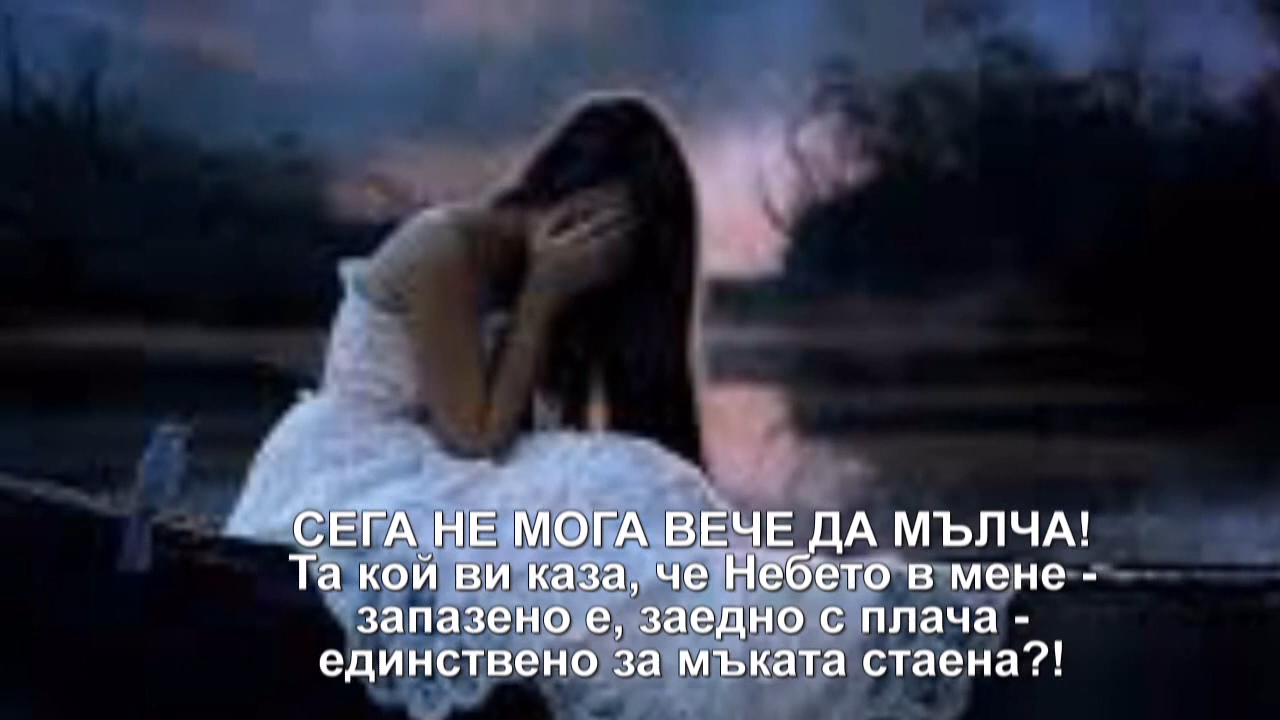 СЕГА НЕ МОГА ВЕЧЕ ДА МЪЛЧА!
Та кой ви каза, че Небето в мене -
запазено е, заедно с плача -
единствено за мъката стаена?!